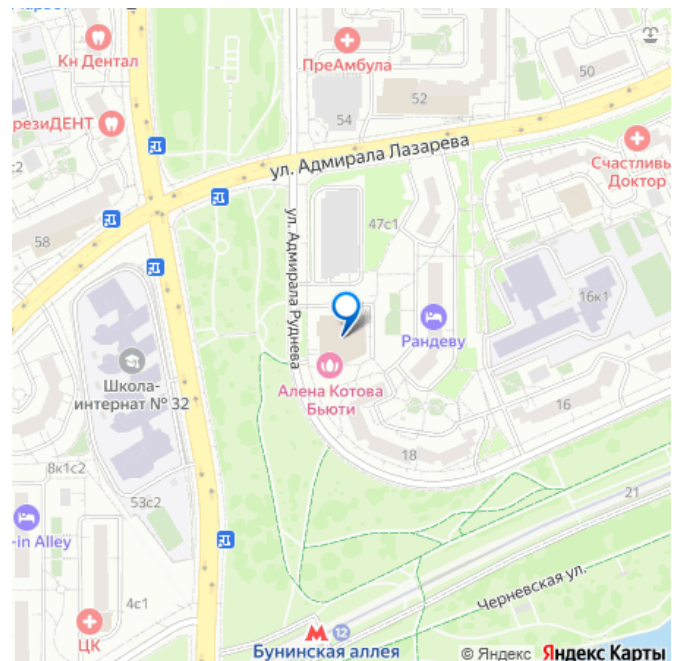 Кн Дентал
ПреАмбула
50
52
54
резиДЕНТ
ул. Адмирала Лазарева
Счастливь
Доктор
с2
58
47с1
ул. Адмирала Руднева
16к1
Рандеву
Школа-
интернат № 32
Алена Котова
Бьюти
16
18
8к1с2
21
53с2
-in Alley
Черневская ул.
4с1
ЦК
12
Бунинская аллея
© Яндекс Яндекс Карты